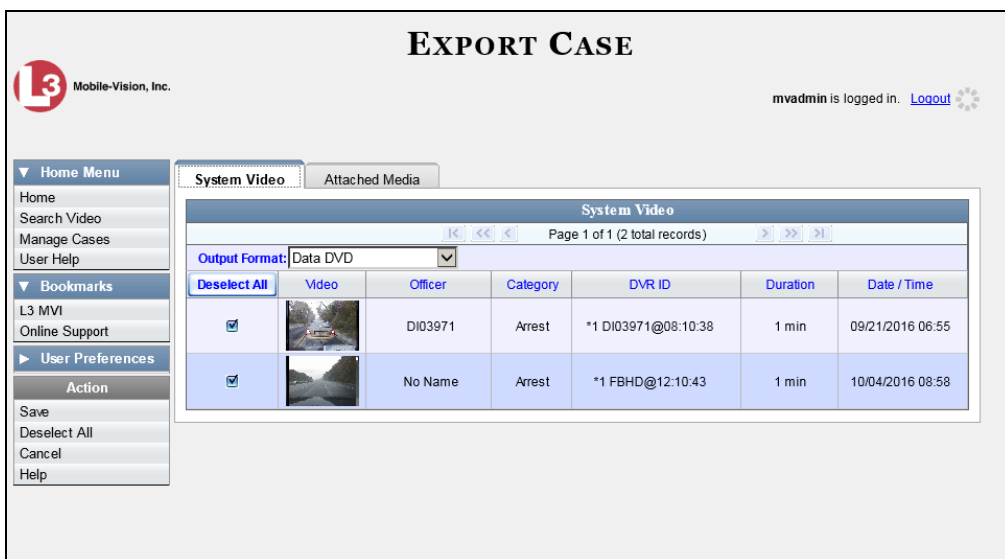 EXPORT CASE
L3 Mobile-Vision, Inc.
mvadmin is logged in. Logout
▼ Home Menu
Home
Search Video
Manage Cases
User Help
▼ Bookmarks
L3 MVI
Online Support
▶ User Preferences
Action
Save
Deselect All
Cancel
Help
System Video Attached Media
System Video
|< << < Page 1 of 1 (2 total records) > >> >|
Output Format: Data DVD
Deselect All Video Officer Category DVR ID Duration Date / Time
DI03971 Arrest *1 DI03971@08:10:38 1 min 09/21/2016 06:55
No Name Arrest *1 FBHD@12:10:43 1 min 10/04/2016 08:58